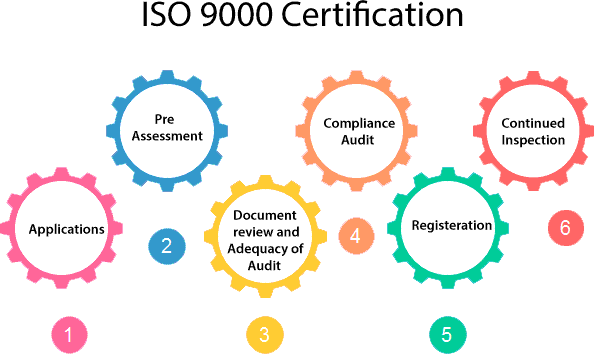 ISO 9000 Certification
Applications
1
Pre
Assessment
2
Document
review and
Adequacy of
Audit
3
Compliance
Audit
4
Registeration
5
Continued
Inspection
6